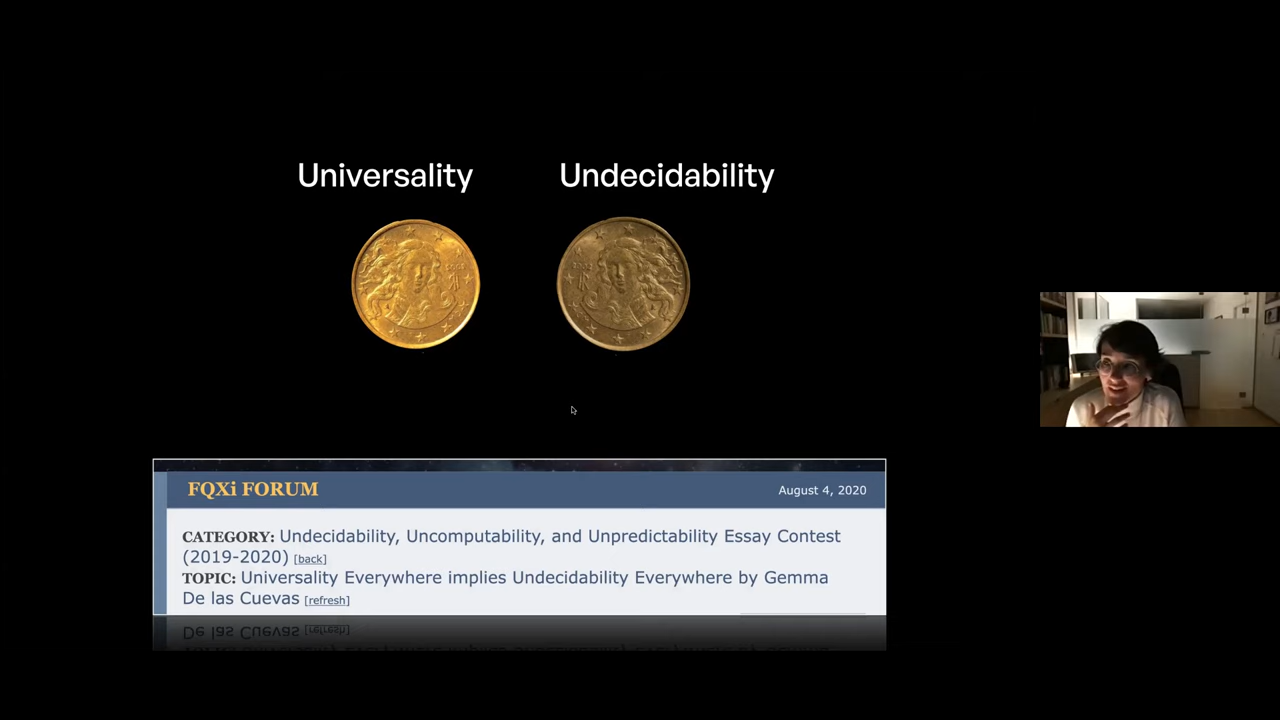 Universality Undecidability
FQXi FORUM August 4, 2020
CATEGORY: Undecidability, Uncomputability, and Unpredictability Essay Contest
(2019-2020) [back]
TOPIC: Universality Everywhere implies Undecidability Everywhere by Gemma
De las Cuevas [refresh]